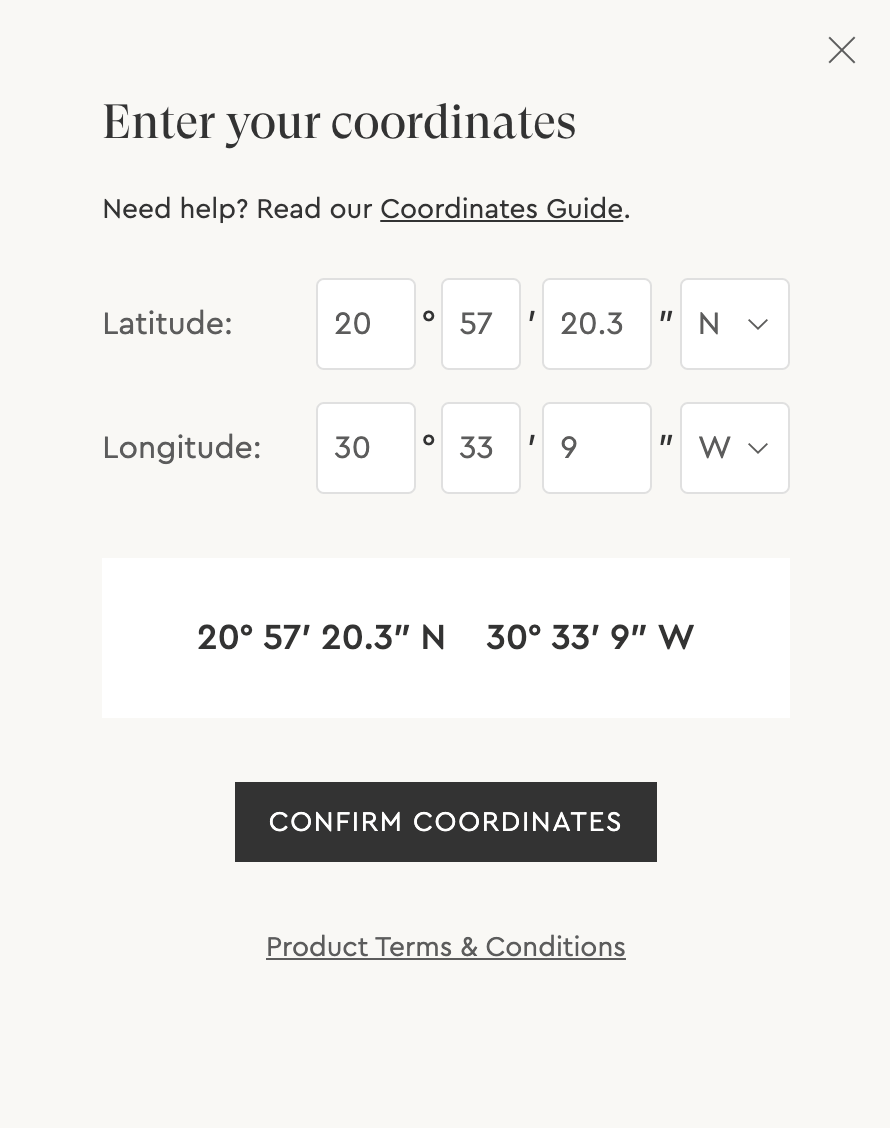 Enter your coordinates
Need help? Read our Coordinates Guide.
Latitude: 20 ° 57 ′ 20.3 ″ N
Longitude: 30 ° 33 ′ 9 ″ W
20° 57′ 20.3″ N 30° 33′ 9″ W
CONFIRM COORDINATES
Product Terms & Conditions